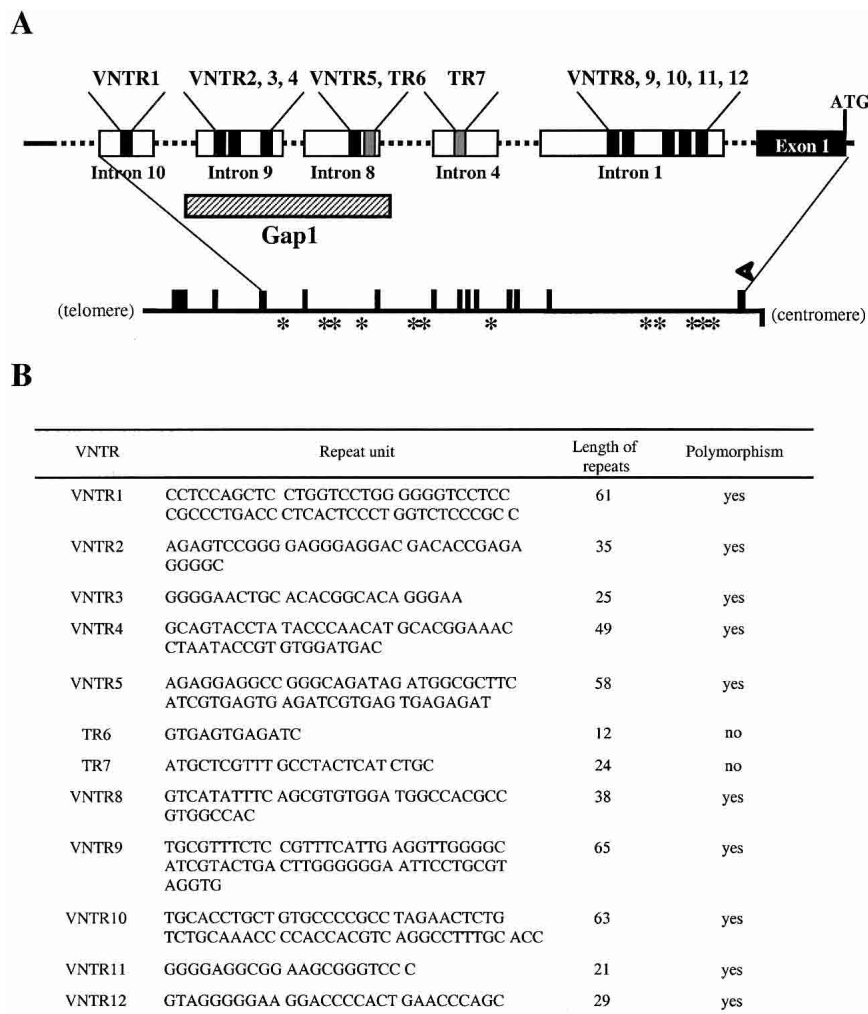 A
VNTR1 VNTR2, 3, 4 VNTR5, TR6 TR7 VNTR8, 9, 10, 11, 12
ATG
Exon 1
Intron 10 Intron 9 Intron 8 Intron 4 Intron 1
Gap1
(telomere) (centromere)
* ** * ** * ** ***
B
VNTR Repeat unit Length of repeats Polymorphism
VNTR1 CCTCCAGCTC CTGGTCCTGG GGGGTCCTCC 61 yes
CGCCCTGACC CTCACTCCCT GGTCTCCCGC C
VNTR2 AGAGTCCGGG GAGGGAGGAC GACACCGAGA 35 yes
GGGGC
VNTR3 GGGGAACTGC ACACGGCACA GGGAA 25 yes
VNTR4 GCAGTACCTA TACCCAACAT GCACGGAAAC 49 yes
CTAATACCGT GTGGATGAC
VNTR5 AGAGGAGGCC GGGCAGATAG ATGGCGCTTC 58 yes
ATCGTGAGTG AGATCGTGAG TGAGAGAT
TR6 GTGAGTGAGATC 12 no
TR7 ATGCTCGTTT GCCTACTCAT CTGC 24 no
VNTR8 GTCATATTTC AGCGTGTGGA TGGCCACGCC 38 yes
GTGGCCAC
VNTR9 TGCGTTTCTC CGTTTCATTG AGGTTGGGGC 65 yes
ATCGTACTGA CTTGGGGGGA ATTCCTGCGT
AGGTG
VNTR10 TGCACCTGCT GTGCCCCGCC TAGAACTCTG 63 yes
TCTGCAAACC CCACCACGTC AGGCCTTTGC ACC
VNTR11 GGGGAGGCGG AAGCGGGTCC C 21 yes
VNTR12 GTAGGGGGAA GGACCCCACT GAACCCAGC 29 yes